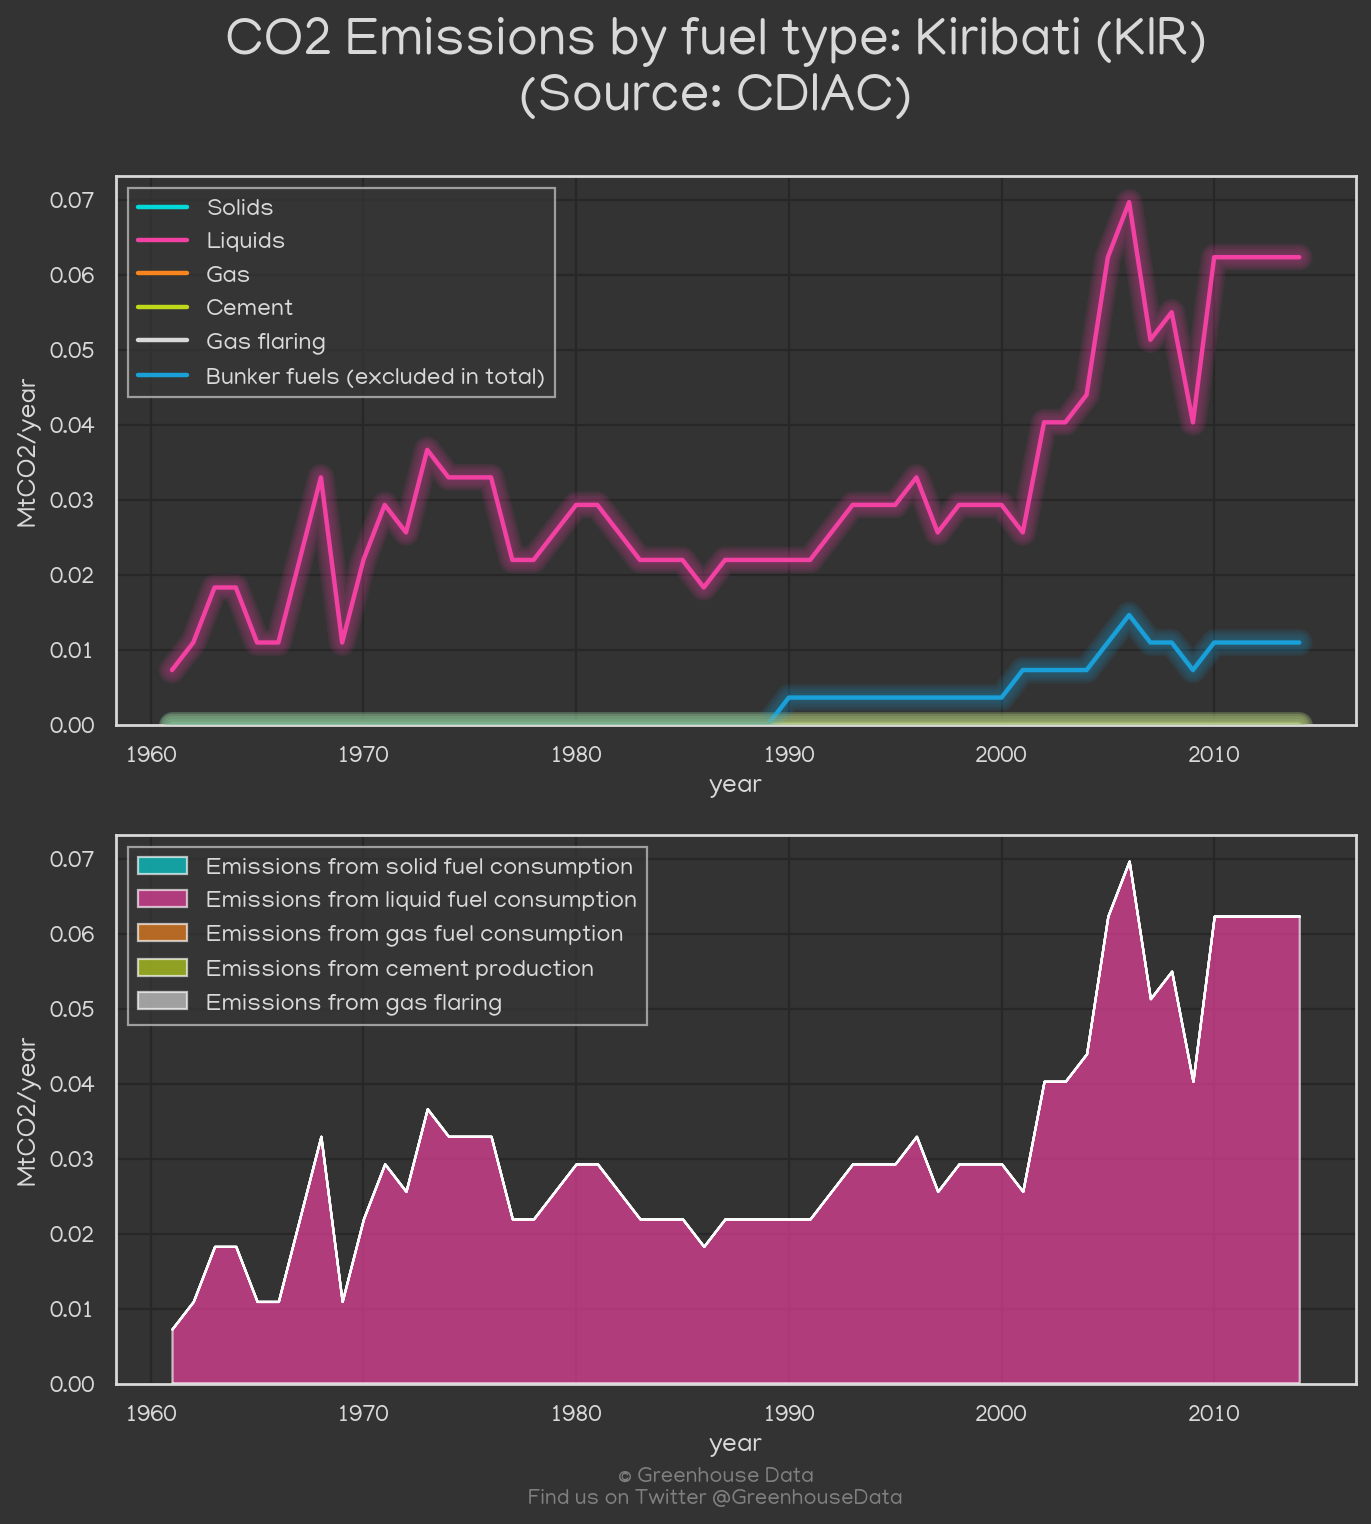 CO2 Emissions by fuel type: Kiribati (KIR)
(Source: CDIAC)
0.07
0.06
0.05
0.04
0.03
0.02
0.01
0.00
MtCO2/year
Solids
Liquids
Gas
Cement
Gas flaring
Bunker fuels (excluded in total)
1960 1970 1980 1990 2000 2010
year
0.07
0.06
0.05
0.04
0.03
0.02
0.01
0.00
MtCO2/year
Emissions from solid fuel consumption
Emissions from liquid fuel consumption
Emissions from gas fuel consumption
Emissions from cement production
Emissions from gas flaring
1960 1970 1980 1990 2000 2010
year
© Greenhouse Data
Find us on Twitter @GreenhouseData